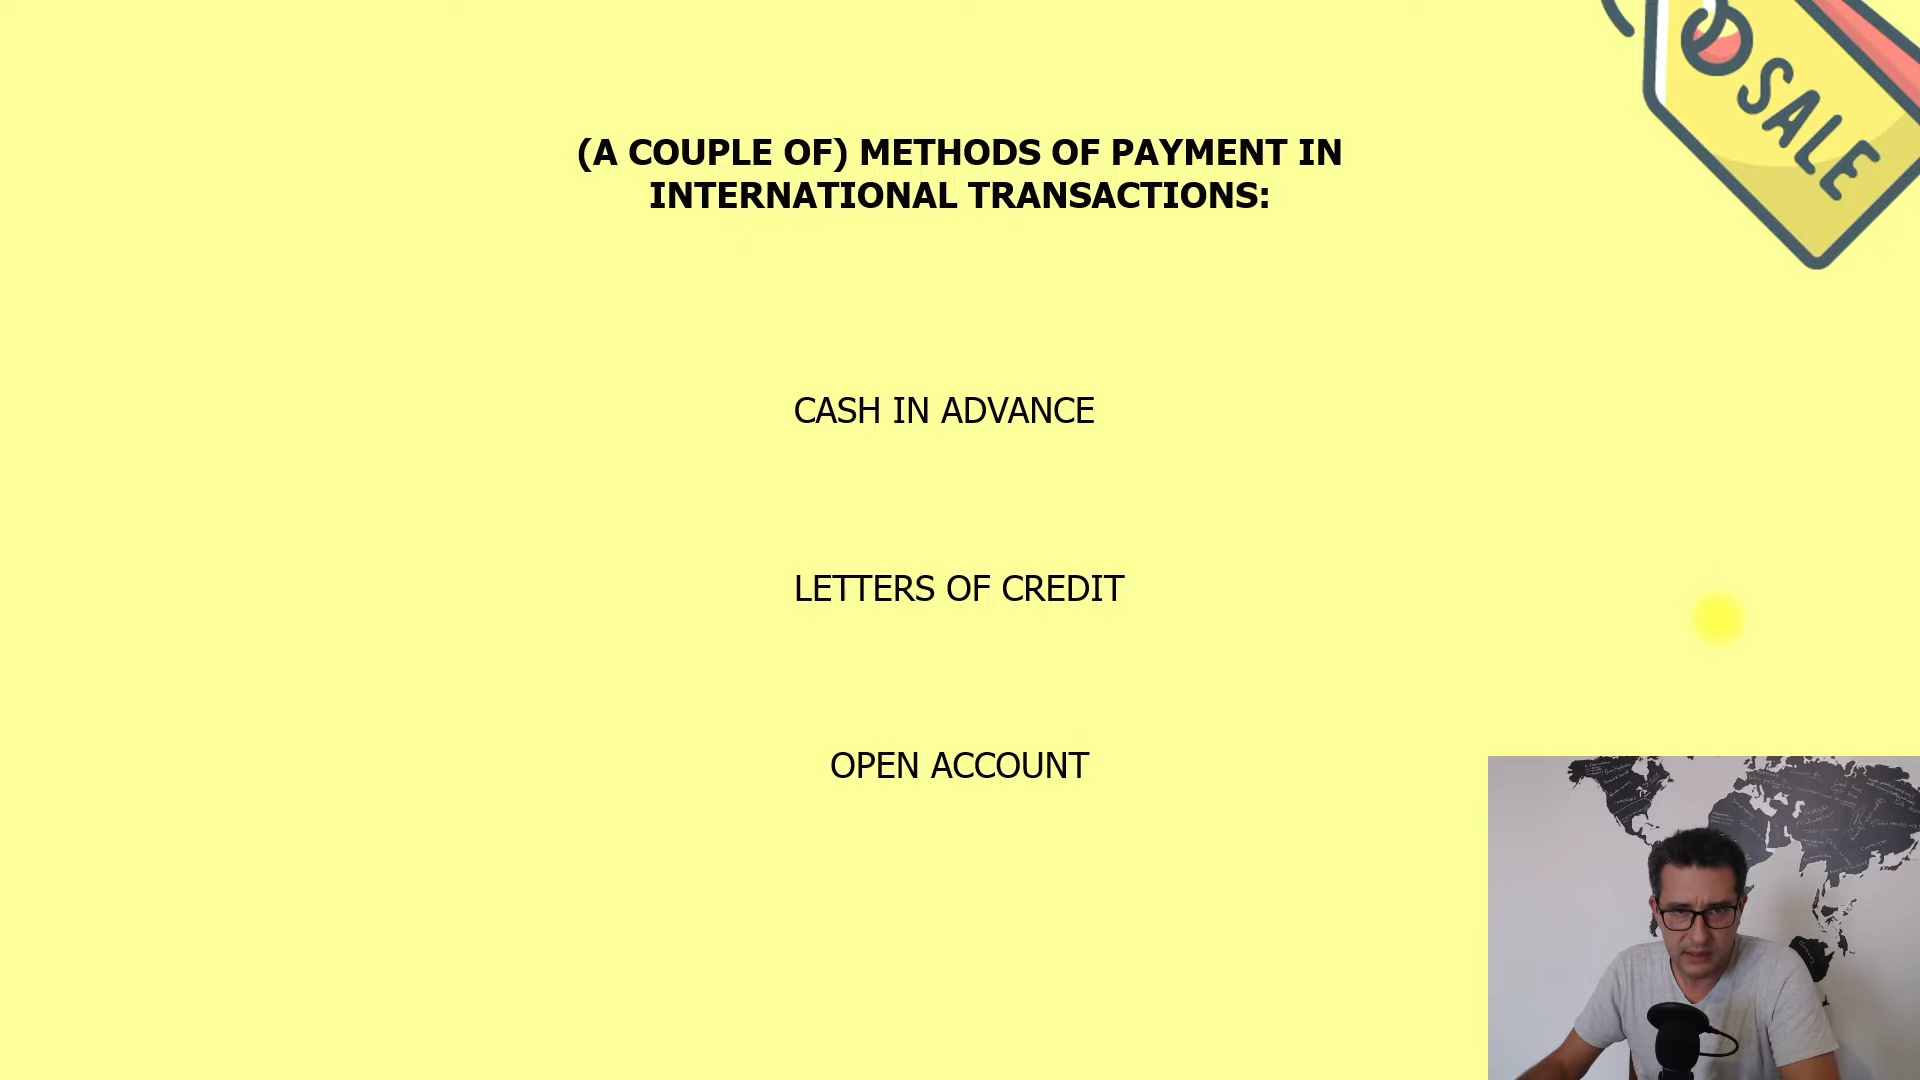 (A COUPLE OF) METHODS OF PAYMENT IN
INTERNATIONAL TRANSACTIONS:
SALE
CASH IN ADVANCE
LETTERS OF CREDIT
OPEN ACCOUNT